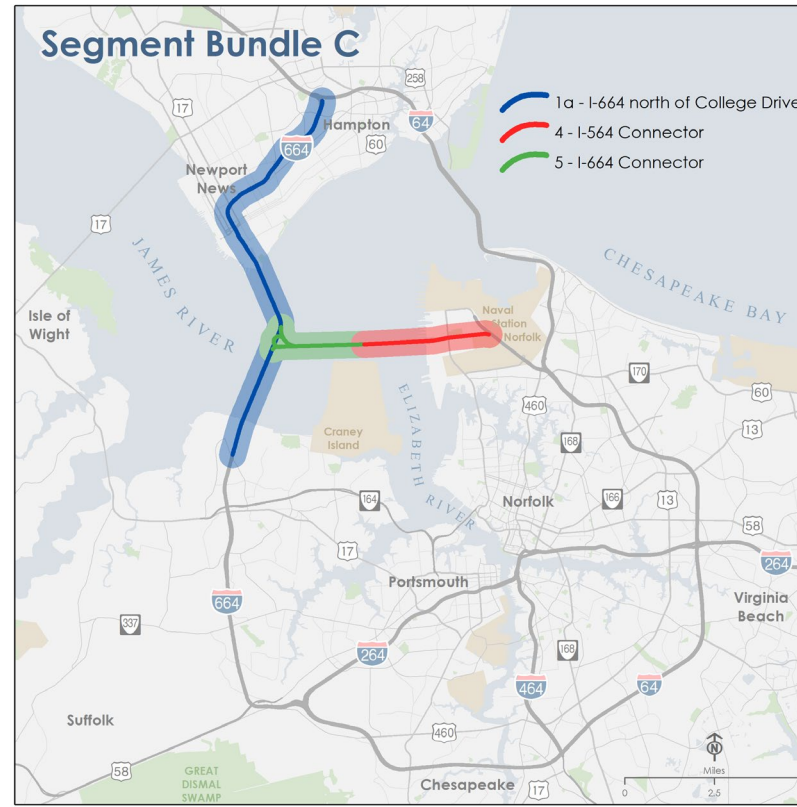 Segment Bundle C
1a - I-664 north of College Drive
4 - I-564 Connector
5 - I-664 Connector
258
17
Hampton
64
60
664
Newport
News
17
JAMES RIVER
CHESAPEAKE BAY
Isle of
Wight
Naval
Station
Norfolk
170
60
460
13
ELIZABETH RIVER
Craney
Island
168
164
Norfolk
166
13
58
17
264
Portsmouth
Virginia
Beach
664
337
264
168
464
64
Suffolk
460
58
GREAT
DISMAL
SWAMP
Chesapeake
17
N
Miles
0
2.5